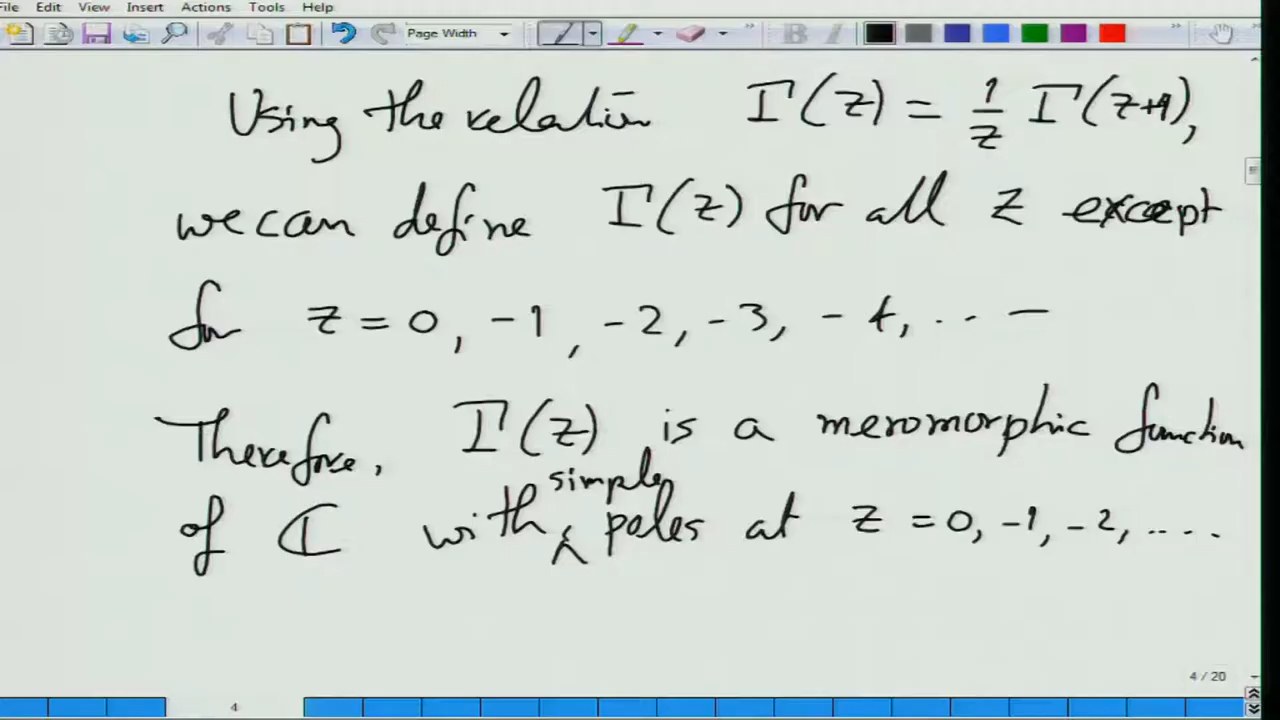 File Edit View Insert Actions Tools Help
Page Width
Using the relation Γ(z) = 1/z Γ(z+1),
we can define Γ(z) for all z except
for z = 0, -1, -2, -3, -4, ... —
Therefore, Γ(z) is a meromorphic function
of ℂ with simple poles at z = 0, -1, -2, ....
4 / 20
4